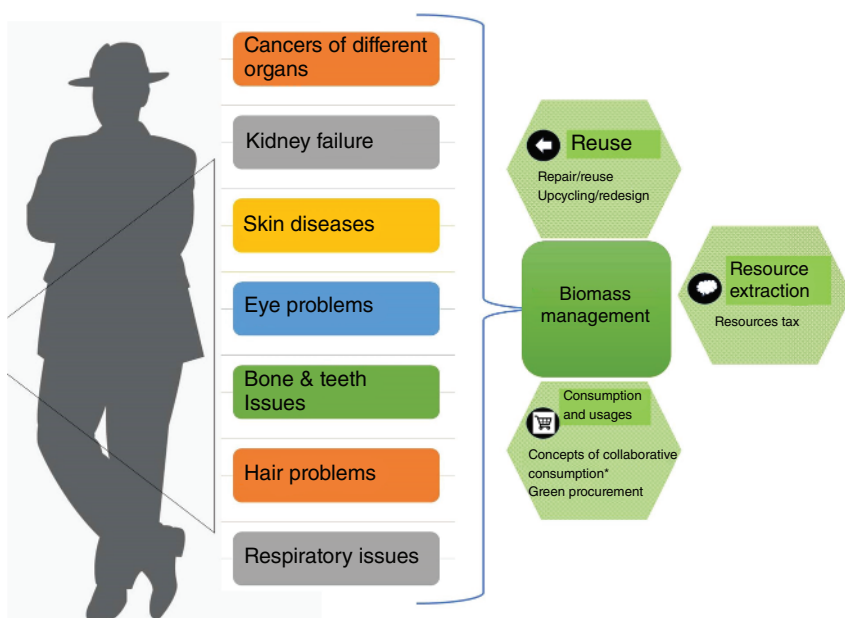 Cancers of different
organs
Kidney failure
Skin diseases
Eye problems
Bone & teeth
Issues
Hair problems
Respiratory issues
Reuse
Repair/reuse
Upcycling/redesign
Biomass
management
Resource
extraction
Resources tax
Consumption
and usages
Concepts of collaborative
consumption*
Green procurement